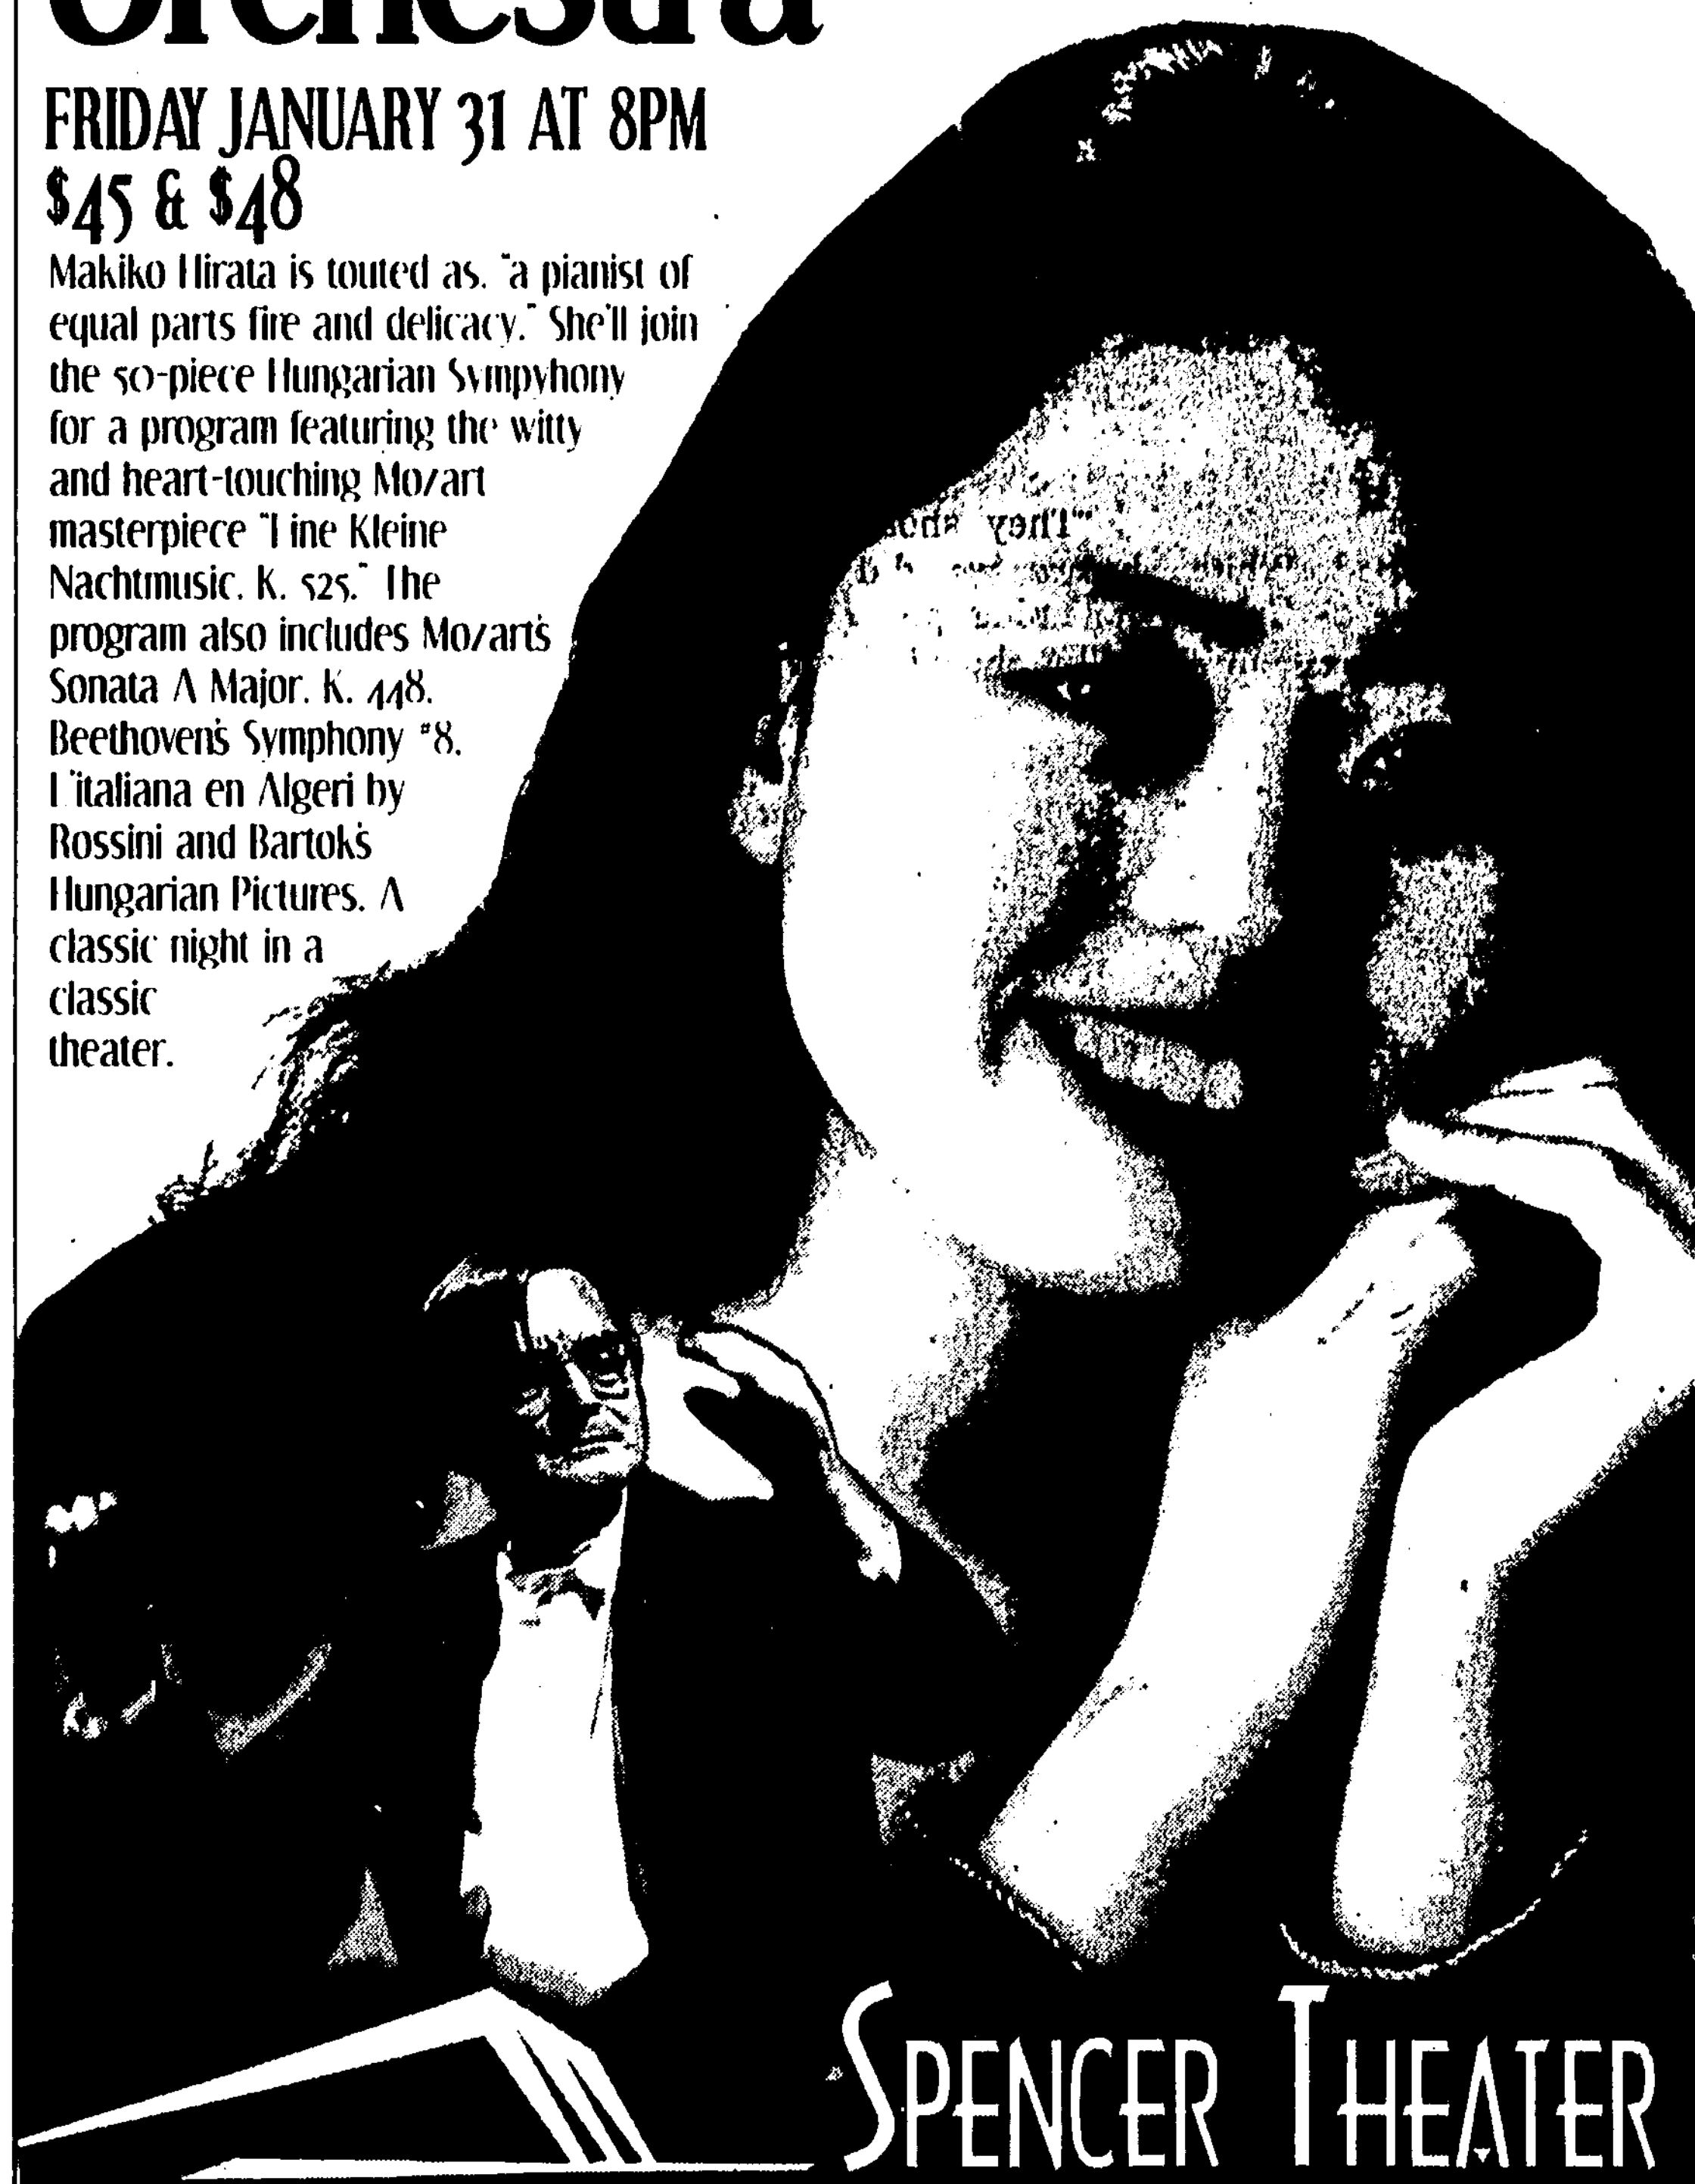 Orchestra
FRIDAY JANUARY 31 AT 8PM
$45 & $48
Makiko Hirata is touted as. "a pianist of
equal parts fire and delicacy." She'll join
the 50-piece Hungarian Sympyhony
for a program featuring the witty
and heart-touching Mozart
masterpiece "Eine Kleine
Nachtmusic. K. 525." The
program also includes Mozart's
Sonata A Major. K. 448.
Beethoven's Symphony #8.
L'italiana en Algeri by
Rossini and Bartok's
Hungarian Pictures. A
classic night in a
classic
theater.
"They
SPENCER THEATER